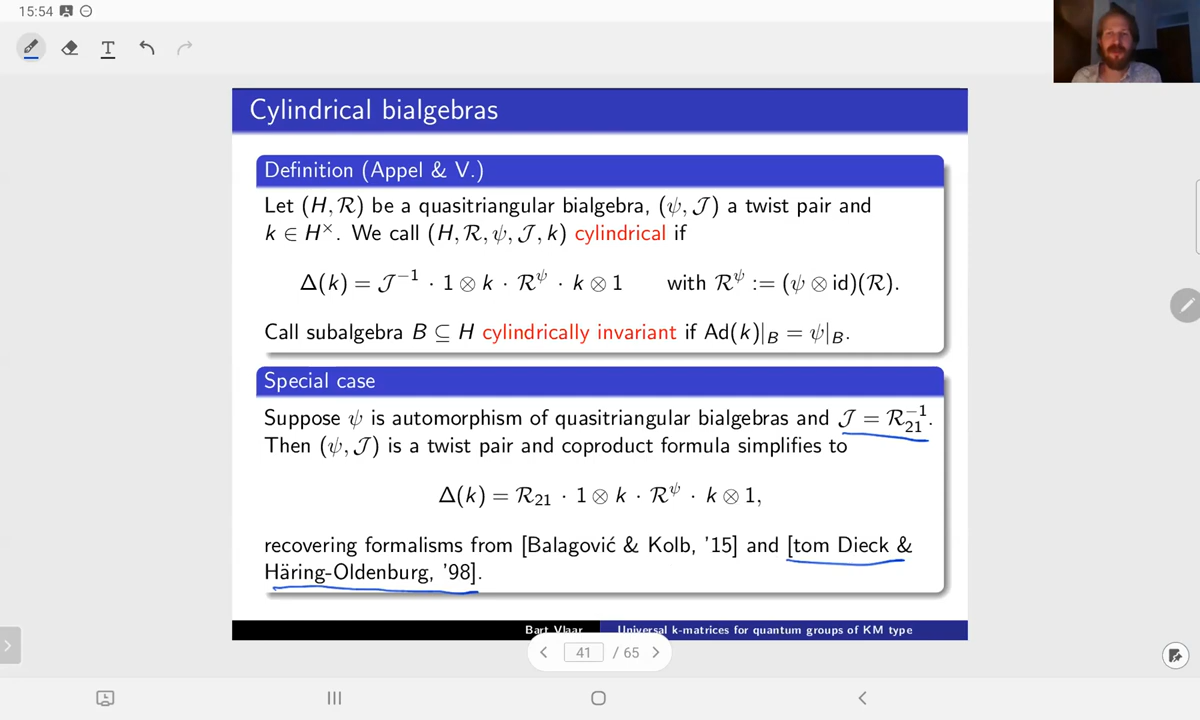 15:54
T
Cylindrical bialgebras
Definition (Appel & V.)
Let (H, ℛ) be a quasitriangular bialgebra, (ψ, 𝒥) a twist pair and
k ∈ H^×. We call (H, ℛ, ψ, 𝒥, k) cylindrical if
Δ(k) = 𝒥^{-1} · 1 ⊗ k · ℛ^ψ · k ⊗ 1 with ℛ^ψ := (ψ ⊗ id)(ℛ).
Call subalgebra B ⊆ H cylindrically invariant if Ad(k)|_B = ψ|_B.
Special case
Suppose ψ is automorphism of quasitriangular bialgebras and 𝒥 = ℛ_{21}^{-1}.
Then (ψ, 𝒥) is a twist pair and coproduct formula simplifies to
Δ(k) = ℛ_{21} · 1 ⊗ k · ℛ^ψ · k ⊗ 1,
recovering formalisms from [Balagović & Kolb, '15] and [tom Dieck &
Häring-Oldenburg, '98].
Bart Vlaar Universal k-matrices for quantum groups of KM type
41 / 65